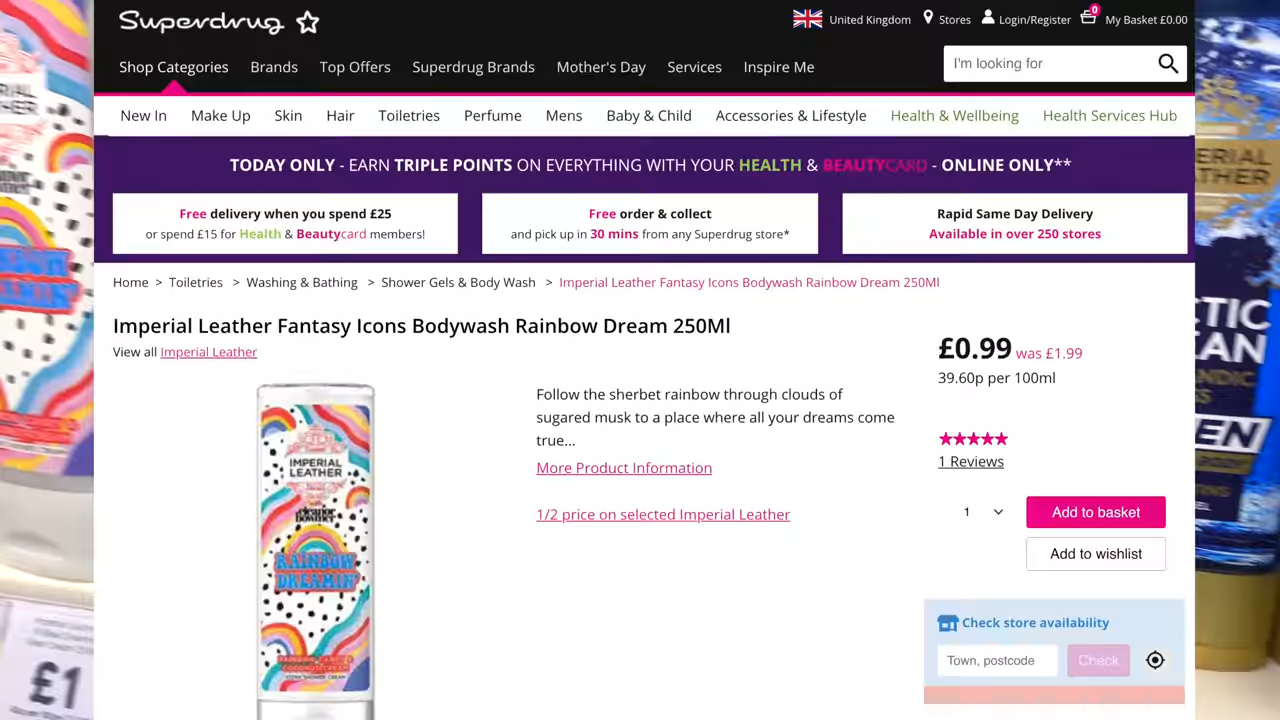 Superdrug
United Kingdom
Stores
Login/Register
0
My Basket £0.00
Shop Categories
Brands
Top Offers
Superdrug Brands
Mother's Day
Services
Inspire Me
I'm looking for
New In
Make Up
Skin
Hair
Toiletries
Perfume
Mens
Baby & Child
Accessories & Lifestyle
Health & Wellbeing
Health Services Hub
TODAY ONLY - EARN TRIPLE POINTS ON EVERYTHING WITH YOUR HEALTH & BEAUTYCARD - ONLINE ONLY**
Free delivery when you spend £25
or spend £15 for Health & Beautycard members!
Free order & collect
and pick up in 30 mins from any Superdrug store*
Rapid Same Day Delivery
Available in over 250 stores
Home > Toiletries > Washing & Bathing > Shower Gels & Body Wash > Imperial Leather Fantasy Icons Bodywash Rainbow Dream 250Ml
Imperial Leather Fantasy Icons Bodywash Rainbow Dream 250Ml
View all Imperial Leather
IMPERIAL
LEATHER
RAINBOW
DREAMIN'
Follow the sherbet rainbow through clouds of
sugared musk to a place where all your dreams come
true...
More Product Information
1/2 price on selected Imperial Leather
£0.99 was £1.99
39.60p per 100ml
1 Reviews
1
Add to basket
Add to wishlist
Check store availability
Town, postcode
Check
£1